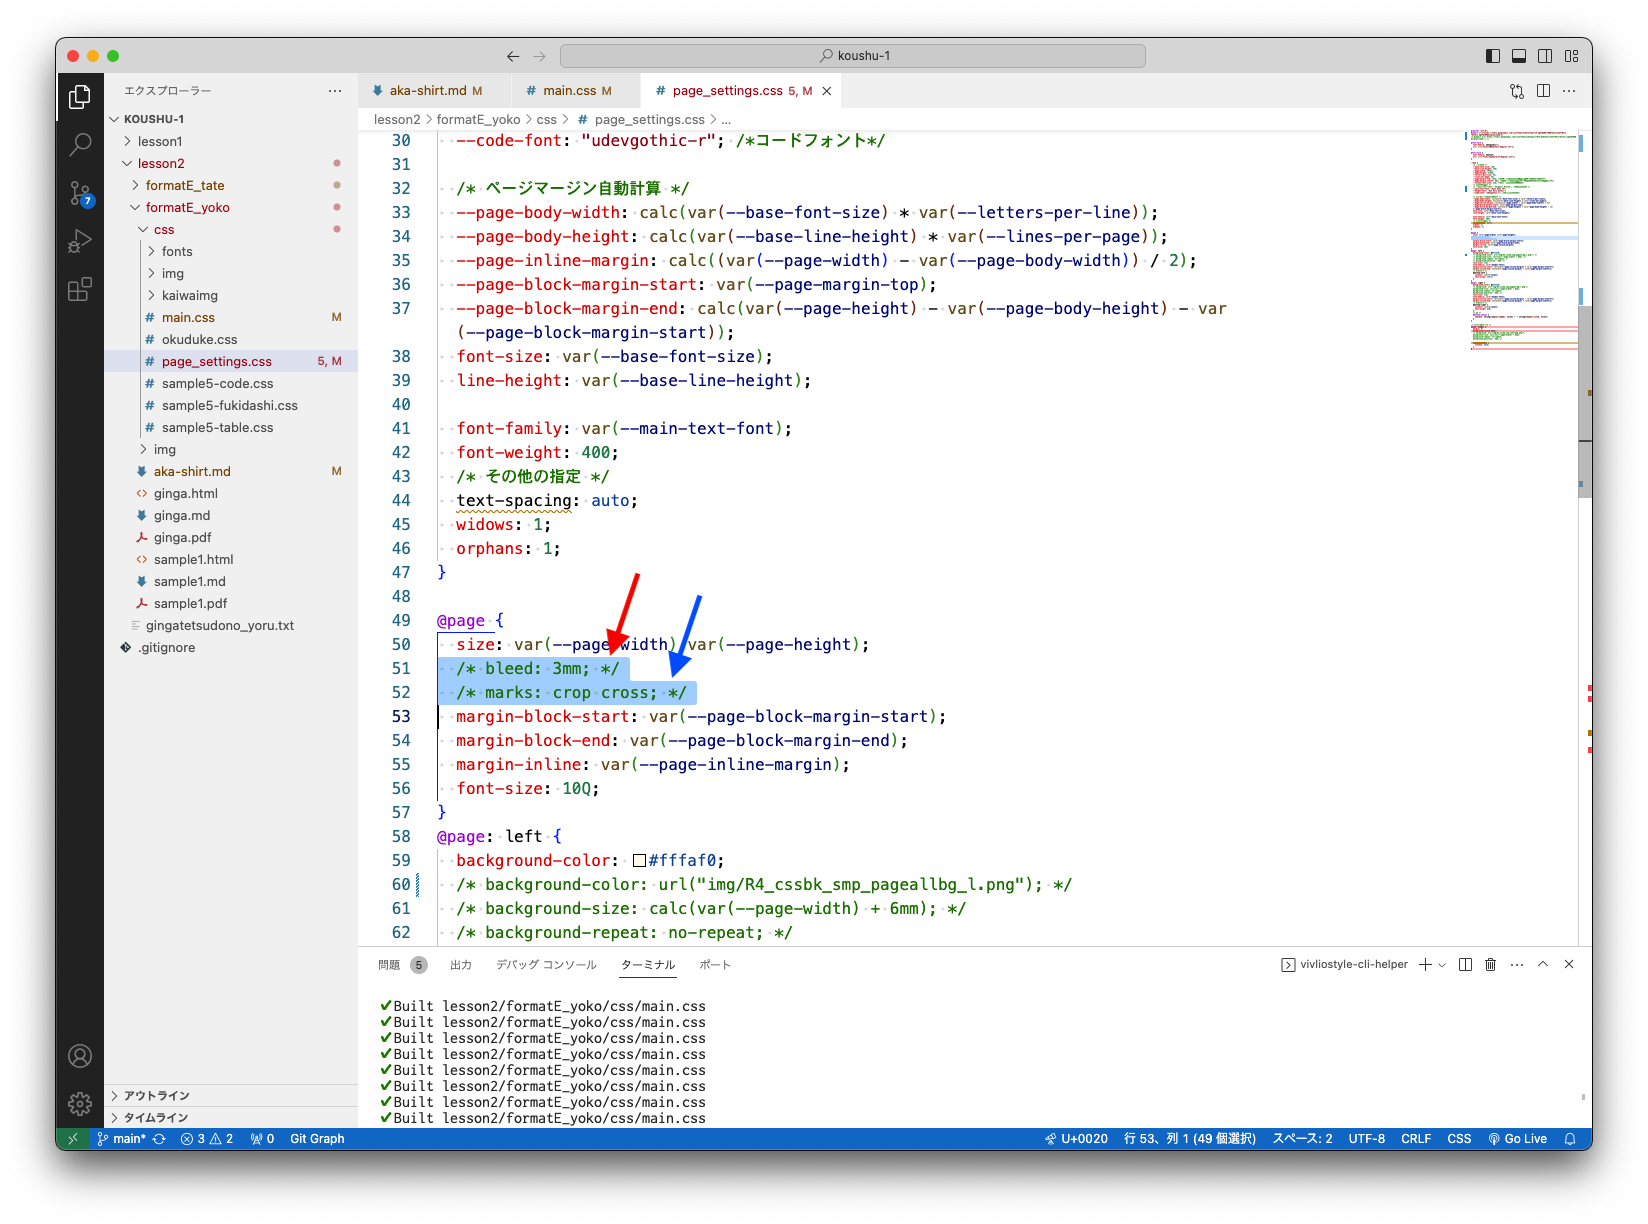 koushu-1
エクスプローラー
KOUSHU-1
lesson1
lesson2
formatE_tate
formatE_yoko
css
fonts
img
kaiwaimg
main.css M
okuduke.css
page_settings.css 5, M
sample5-code.css
sample5-fukidashi.css
sample5-table.css
img
aka-shirt.md M
ginga.html
ginga.md
ginga.pdf
sample1.html
sample1.md
sample1.pdf
gingatetsudono_yoru.txt
.gitignore
アウトライン
タイムライン
7
aka-shirt.md M
main.css M
page_settings.css 5, M
lesson2 > formatE_yoko > css > # page_settings.css > ...
30 --code-font: "udevgothic-r"; /*コードフォント*/
31
32 /* ページマージン自動計算 */
33 --page-body-width: calc(var(--base-font-size) * var(--letters-per-line));
34 --page-body-height: calc(var(--base-line-height) * var(--lines-per-page));
35 --page-inline-margin: calc((var(--page-width) - var(--page-body-width)) / 2);
36 --page-block-margin-start: var(--page-margin-top);
37 --page-block-margin-end: calc(var(--page-height) - var(--page-body-height) - var
(--page-block-margin-start));
38 font-size: var(--base-font-size);
39 line-height: var(--base-line-height);
40
41 font-family: var(--main-text-font);
42 font-weight: 400;
43 /* その他の指定 */
44 text-spacing: auto;
45 widows: 1;
46 orphans: 1;
47 }
48
49 @page {
50 size: var(--page-width) var(--page-height);
51 /* bleed: 3mm; */
52 /* marks: crop cross; */
53 margin-block-start: var(--page-block-margin-start);
54 margin-block-end: var(--page-block-margin-end);
55 margin-inline: var(--page-inline-margin);
56 font-size: 10Q;
57 }
58 @page: left {
59 background-color: #fffaf0;
60 /* background-color: url("img/R4_cssbk_smp_pageallbg_l.png"); */
61 /* background-size: calc(var(--page-width) + 6mm); */
62 /* background-repeat: no-repeat; */
問題 5 出力 デバッグ コンソール ターミナル ポート vivliostyle-cli-helper
✔Built lesson2/formatE_yoko/css/main.css
✔Built lesson2/formatE_yoko/css/main.css
✔Built lesson2/formatE_yoko/css/main.css
✔Built lesson2/formatE_yoko/css/main.css
✔Built lesson2/formatE_yoko/css/main.css
✔Built lesson2/formatE_yoko/css/main.css
✔Built lesson2/formatE_yoko/css/main.css
✔Built lesson2/formatE_yoko/css/main.css
main* 3 2 0 Git Graph U+0020 行 53、列 1 (49 個選択) スペース: 2 UTF-8 CRLF CSS Go Live